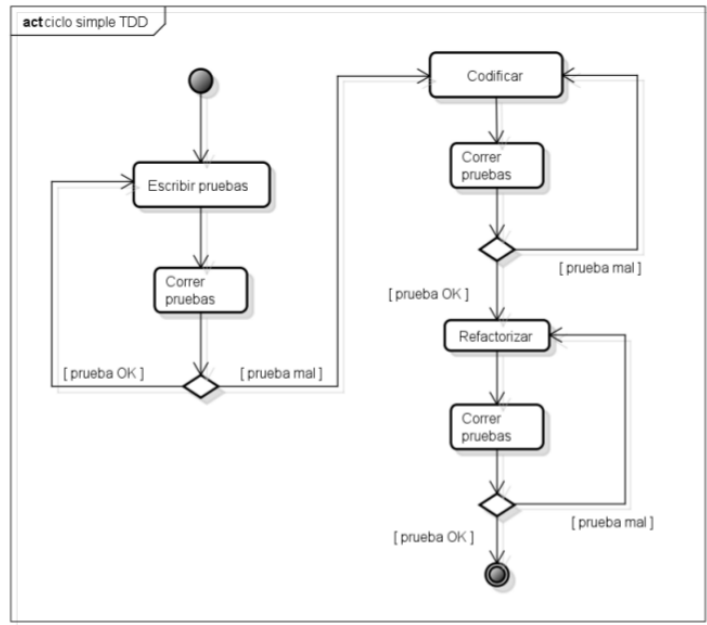 act ciclo simple TDD
Escribir pruebas
Correr
pruebas
[ prueba OK ]
[ prueba mal ]
Codificar
Correr
pruebas
[ prueba mal ]
[ prueba OK ]
Refactorizar
Correr
pruebas
[ prueba mal ]
[ prueba OK ]